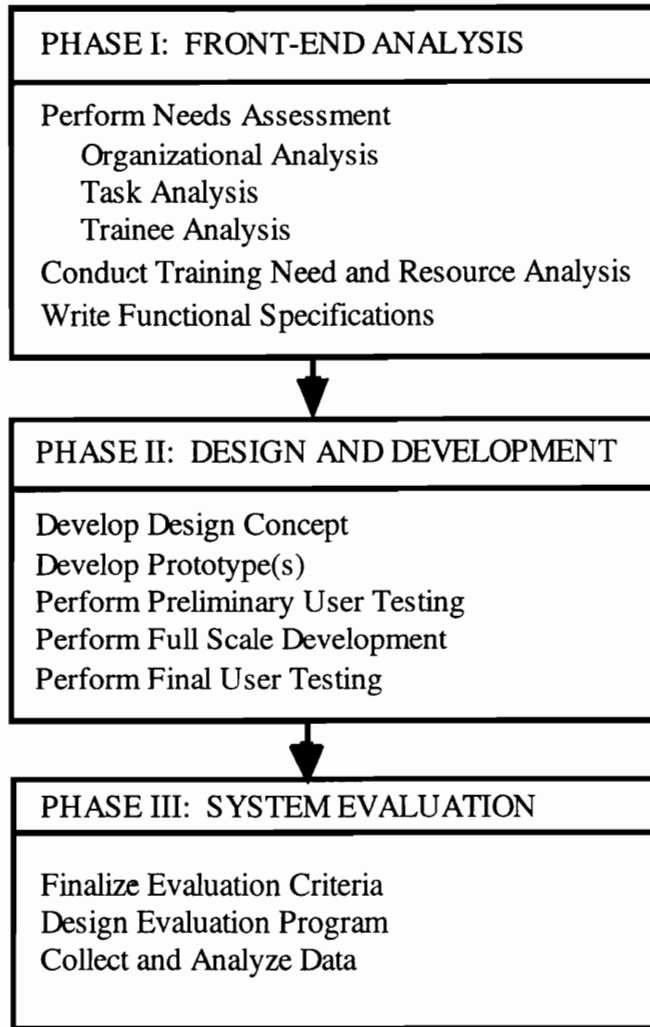 PHASE I: FRONT-END ANALYSIS
Perform Needs Assessment
Organizational Analysis
Task Analysis
Trainee Analysis
Conduct Training Need and Resource Analysis
Write Functional Specifications
PHASE II: DESIGN AND DEVELOPMENT
Develop Design Concept
Develop Prototype(s)
Perform Preliminary User Testing
Perform Full Scale Development
Perform Final User Testing
PHASE III: SYSTEM EVALUATION
Finalize Evaluation Criteria
Design Evaluation Program
Collect and Analyze Data